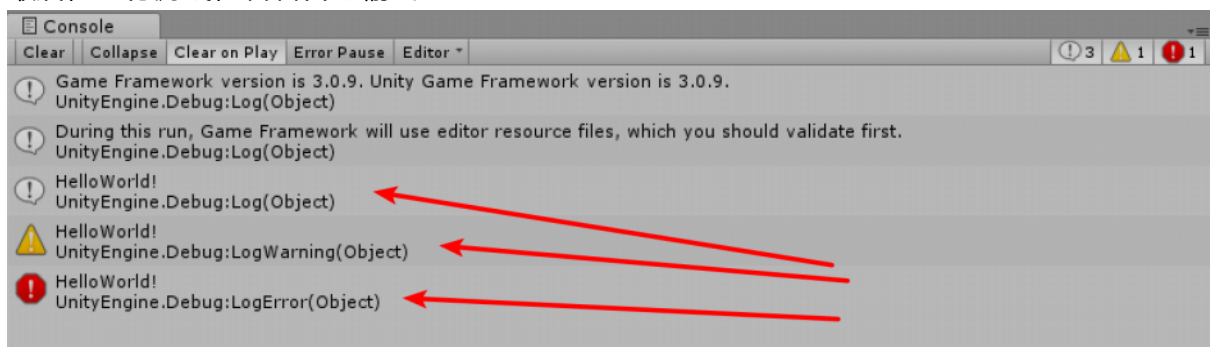 Console
Clear Collapse Clear on Play Error Pause Editor 3 1 1
Game Framework version is 3.0.9. Unity Game Framework version is 3.0.9.
UnityEngine.Debug:Log(Object)
During this run, Game Framework will use editor resource files, which you should validate first.
UnityEngine.Debug:Log(Object)
HelloWorld!
UnityEngine.Debug:Log(Object)
HelloWorld!
UnityEngine.Debug:LogWarning(Object)
HelloWorld!
UnityEngine.Debug:LogError(Object)